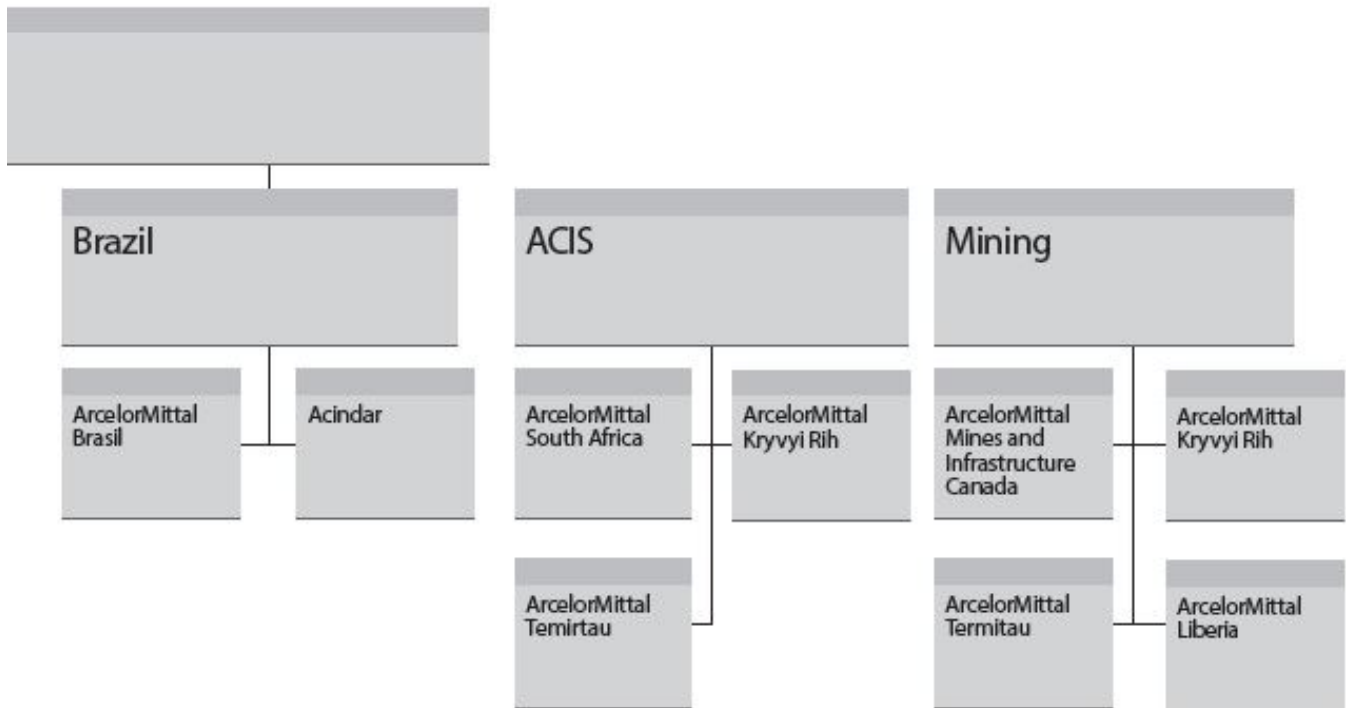 Brazil
ACIS
Mining
ArcelorMittal
Brasil
Acindar
ArcelorMittal
South Africa
ArcelorMittal
Kryvyi Rih
ArcelorMittal
Mines and
Infrastructure
Canada
ArcelorMittal
Kryvyi Rih
ArcelorMittal
Temirtau
ArcelorMittal
Termitau
ArcelorMittal
Liberia